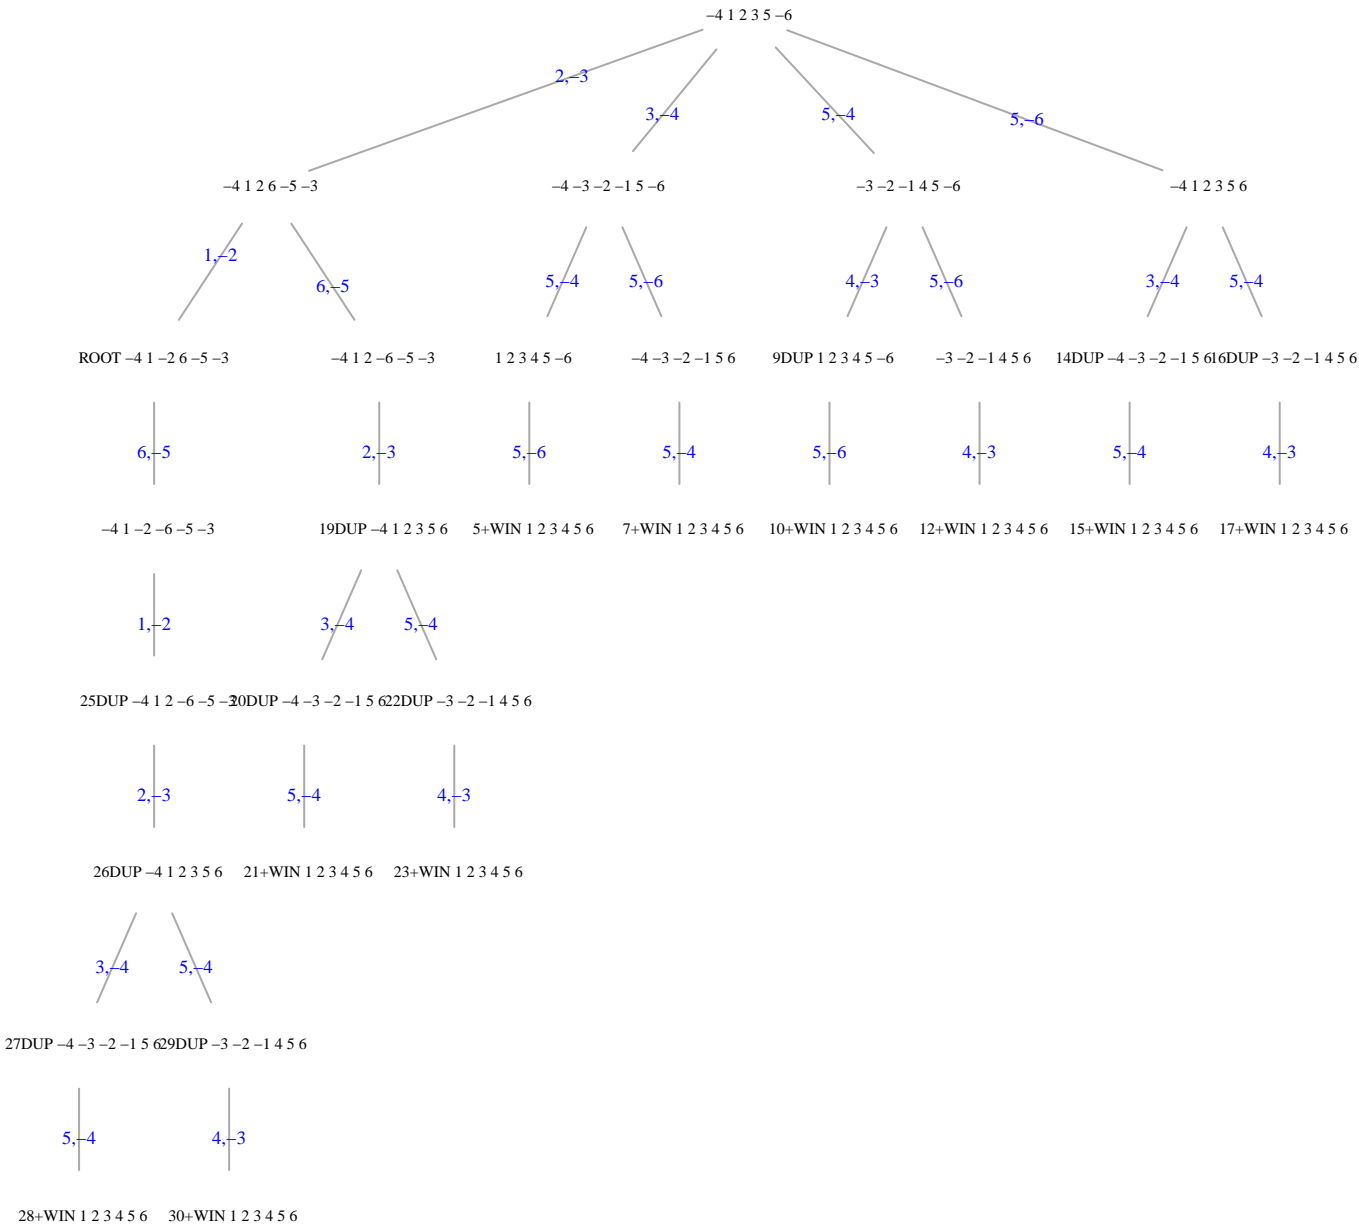 −4 1 2 3 5 −6
2,−3
3,−4
5,−4
5,−6
−4 1 2 6 −5 −3
−4 −3 −2 −1 5 −6
−3 −2 −1 4 5 −6
−4 1 2 3 5 6
1,−2
6,−5
5,−4
5,−6
4,−3
5,−6
3,−4
5,−4
ROOT −4 1 −2 6 −5 −3
−4 1 2 −6 −5 −3
1 2 3 4 5 −6
−4 −3 −2 −1 5 6
9DUP 1 2 3 4 5 −6
−3 −2 −1 4 5 6
14DUP −4 −3 −2 −1 5 6
16DUP −3 −2 −1 4 5 6
6,−5
2,−3
5,−6
5,−4
5,−6
4,−3
5,−4
4,−3
−4 1 −2 −6 −5 −3
19DUP −4 1 2 3 5 6
5+WIN 1 2 3 4 5 6
7+WIN 1 2 3 4 5 6
10+WIN 1 2 3 4 5 6
12+WIN 1 2 3 4 5 6
15+WIN 1 2 3 4 5 6
17+WIN 1 2 3 4 5 6
1,−2
3,−4
5,−4
25DUP −4 1 2 −6 −5 −3
20DUP −4 −3 −2 −1 5 6
22DUP −3 −2 −1 4 5 6
2,−3
5,−4
4,−3
26DUP −4 1 2 3 5 6
21+WIN 1 2 3 4 5 6
23+WIN 1 2 3 4 5 6
3,−4
5,−4
27DUP −4 −3 −2 −1 5 6
29DUP −3 −2 −1 4 5 6
5,−4
4,−3
28+WIN 1 2 3 4 5 6
30+WIN 1 2 3 4 5 6